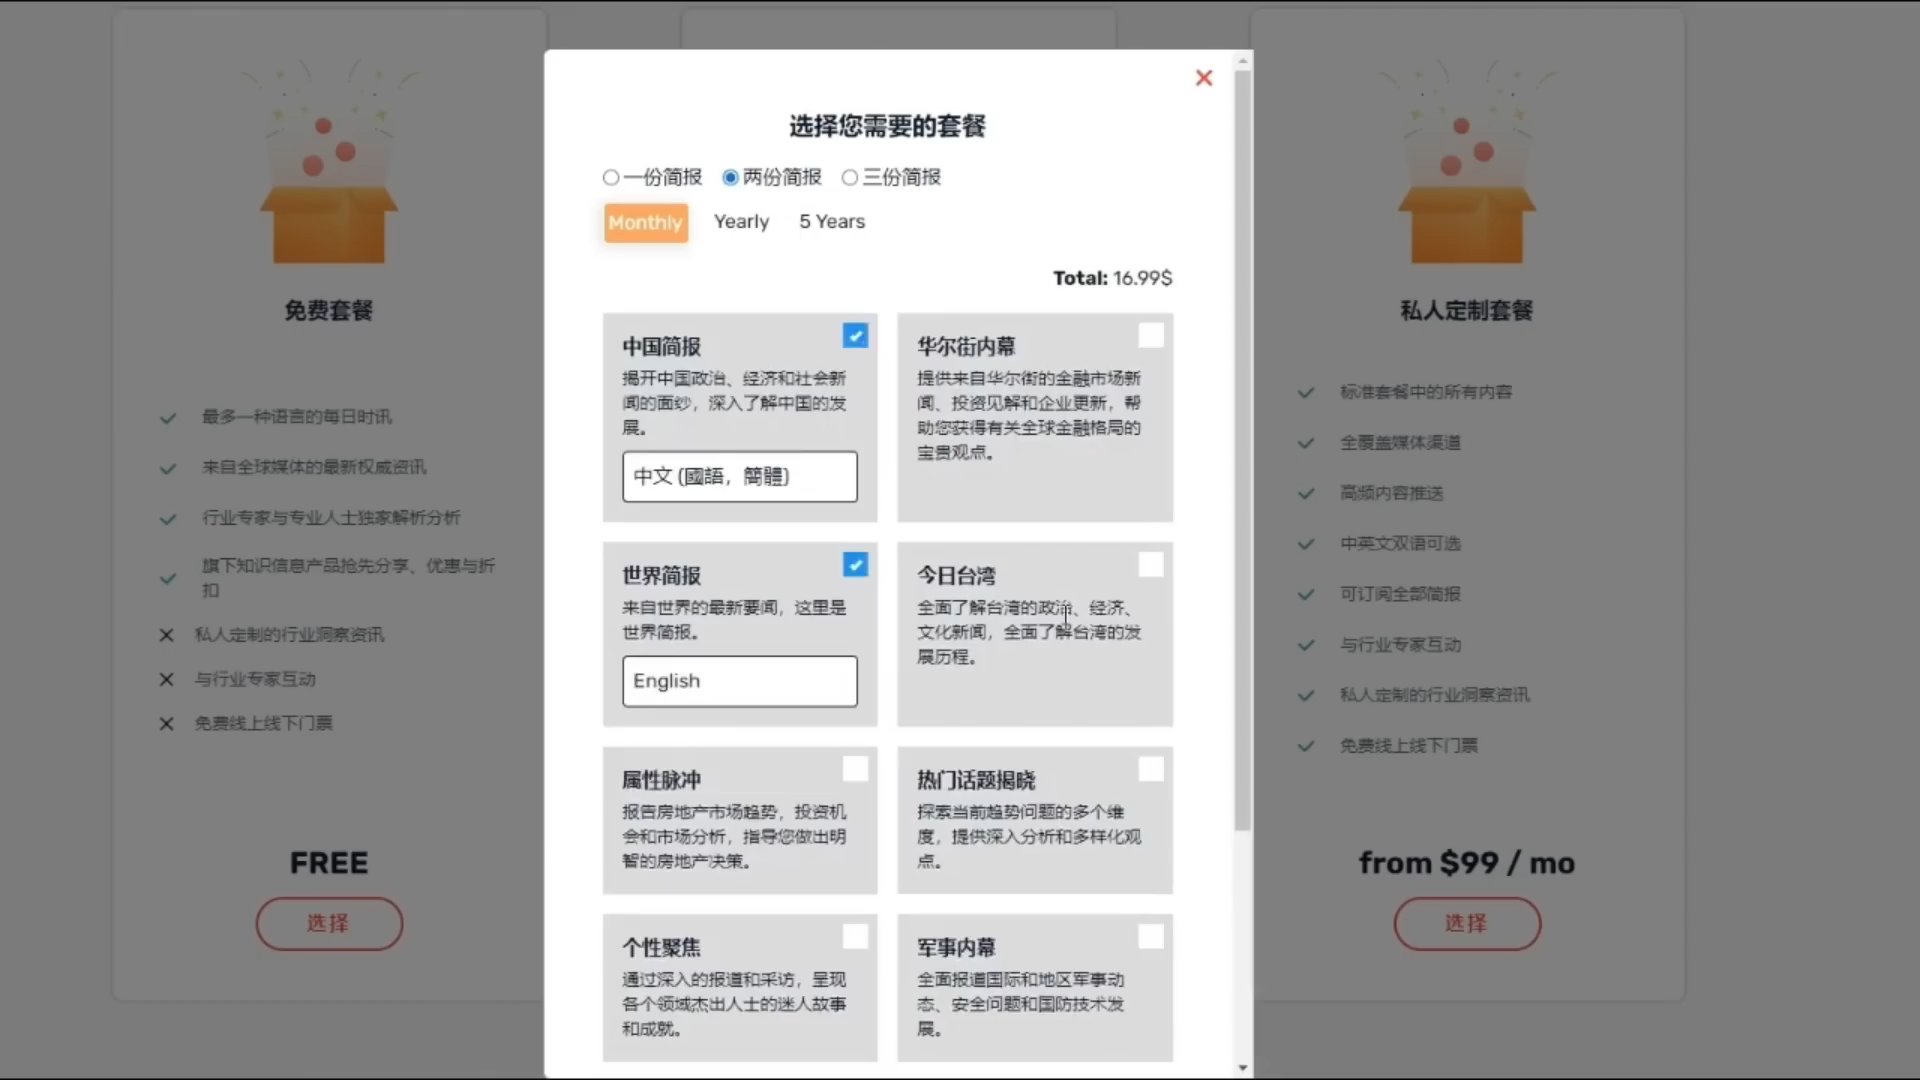 选择您需要的套餐
一份简报 两份简报 三份简报
Monthly Yearly 5 Years
Total: 16.99$
中国简报
揭开中国政治、经济和社会新
闻的面纱，深入了解中国的发
展。
中文 (國語，簡體)
华尔街内幕
提供来自华尔街的金融市场新
闻、投资见解和企业更新，帮
助您获得有关全球金融格局的
宝贵观点。
世界简报
来自世界的最新要闻，这里是
世界简报。
English
今日台湾
全面了解台湾的政治、经济、
文化新闻，全面了解台湾的发
展历程。
属性脉冲
报告房地产市场趋势，投资机
会和市场分析，指导您做出明
智的房地产决策。
热门话题揭晓
探索当前趋势问题的多个维
度，提供深入分析和多样化观
点。
个性聚焦
通过深入的报道和采访，呈现
各个领域杰出人士的迷人故事
和成就。
军事内幕
全面报道国际和地区军事动
态、安全问题和国防技术发
展。
免费套餐
最多一种语言的每日时讯
来自全球媒体的最新权威资讯
行业专家与专业人士独家解析分析
旗下知识信息产品抢先分享、优惠与折
扣
私人定制的行业洞察资讯
与行业专家互动
免费线上线下门票
FREE
选择
私人定制套餐
标准套餐中的所有内容
全覆盖媒体渠道
高频内容推送
中英文双语可选
可订阅全部简报
与行业专家互动
私人定制的行业洞察资讯
免费线上线下门票
from $99 / mo
选择